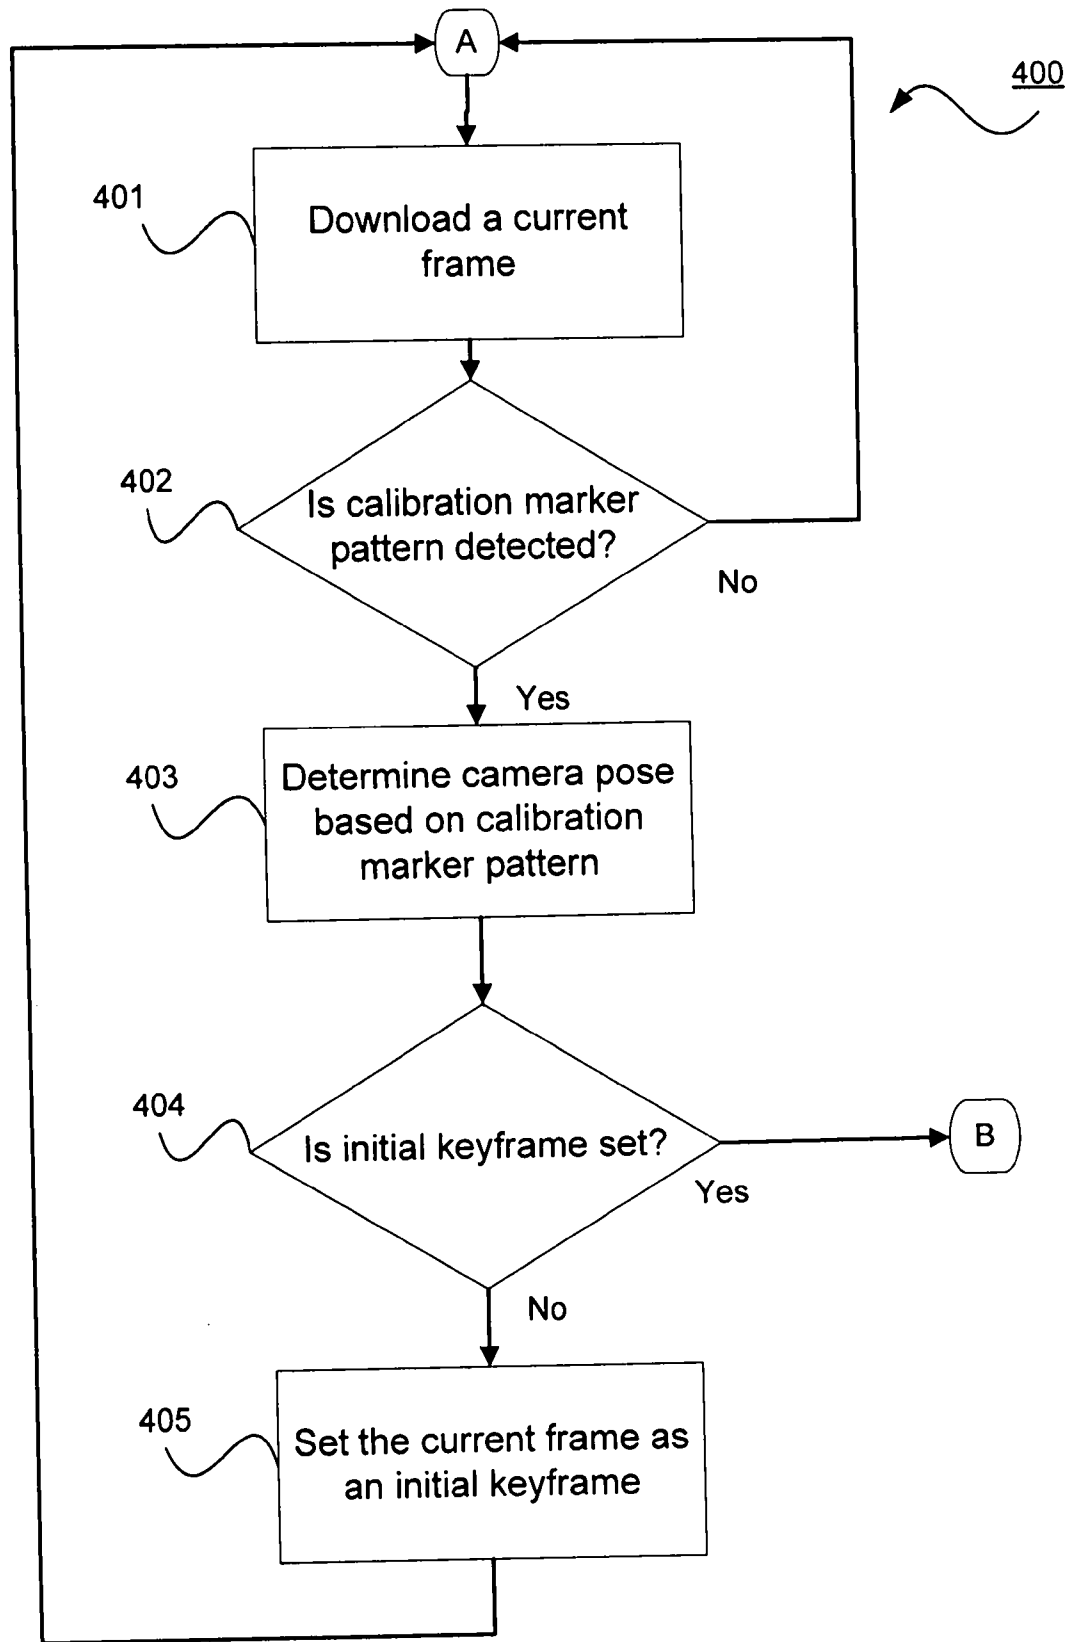 A
400
401
Download a current
frame
402
Is calibration marker
pattern detected?
No
Yes
403
Determine camera pose
based on calibration
marker pattern
404
Is initial keyframe set?
B
Yes
No
405
Set the current frame as
an initial keyframe